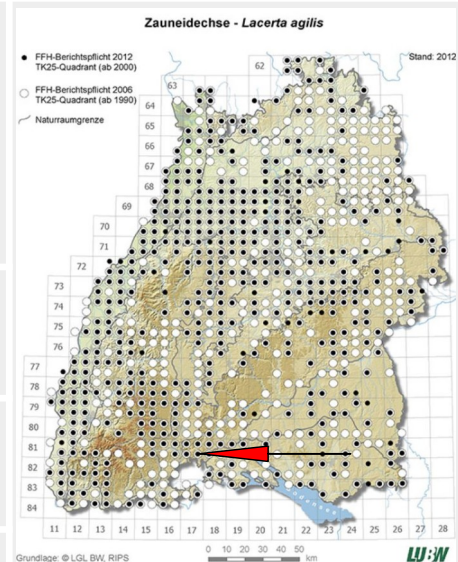 Zauneidechse - Lacerta agilis
FFH-Berichtspflicht 2012
TK25-Quadrant (ab 2000)
FFH-Berichtspflicht 2006
TK25-Quadrant (ab 1990)
Naturraumgrenze
Stand: 2012
62
63
64
65
66
67
68
69
70
71
72
73
74
75
76
77
78
79
80
81
82
83
84
11 12 13 14 15 16 17 18 19 20 21 22 23 24 25 26 27 28
Grundlage: © LGL BW, RIPS
0 10 20 30 40 50
km
LUBW